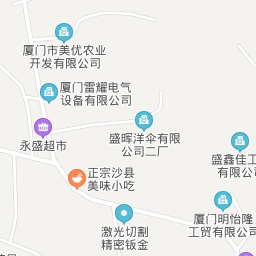 厦门市美优农业
开发有限公司
厦门雷耀电气
设备有限公司
永盛超市
盛晖洋伞有限
公司二厂
盛鑫佳工
有限公司
正宗沙县
美味小吃
厦门明怡隆
工贸有限公司
激光切割
精密钣金